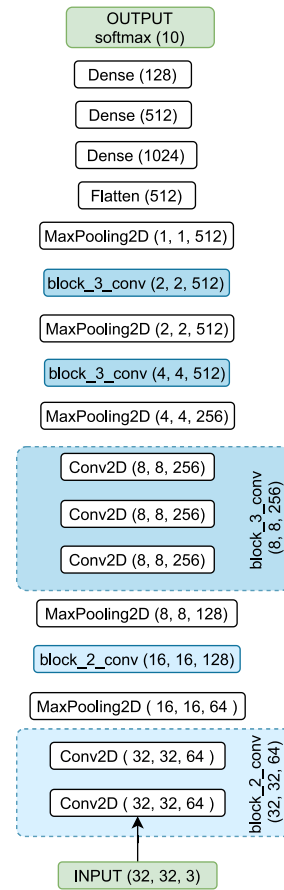 OUTPUT
softmax (10)
Dense (128)
Dense (512)
Dense (1024)
Flatten (512)
MaxPooling2D (1, 1, 512)
block_3_conv (2, 2, 512)
MaxPooling2D (2, 2, 512)
block_3_conv (4, 4, 512)
MaxPooling2D (4, 4, 256)
Conv2D (8, 8, 256)
Conv2D (8, 8, 256)
Conv2D (8, 8, 256)
block_3_conv
(8, 8, 256)
MaxPooling2D (8, 8, 128)
block_2_conv (16, 16, 128)
MaxPooling2D ( 16, 16, 64 )
Conv2D ( 32, 32, 64 )
Conv2D ( 32, 32, 64 )
block_2_conv
(32, 32, 64)
INPUT (32, 32, 3)